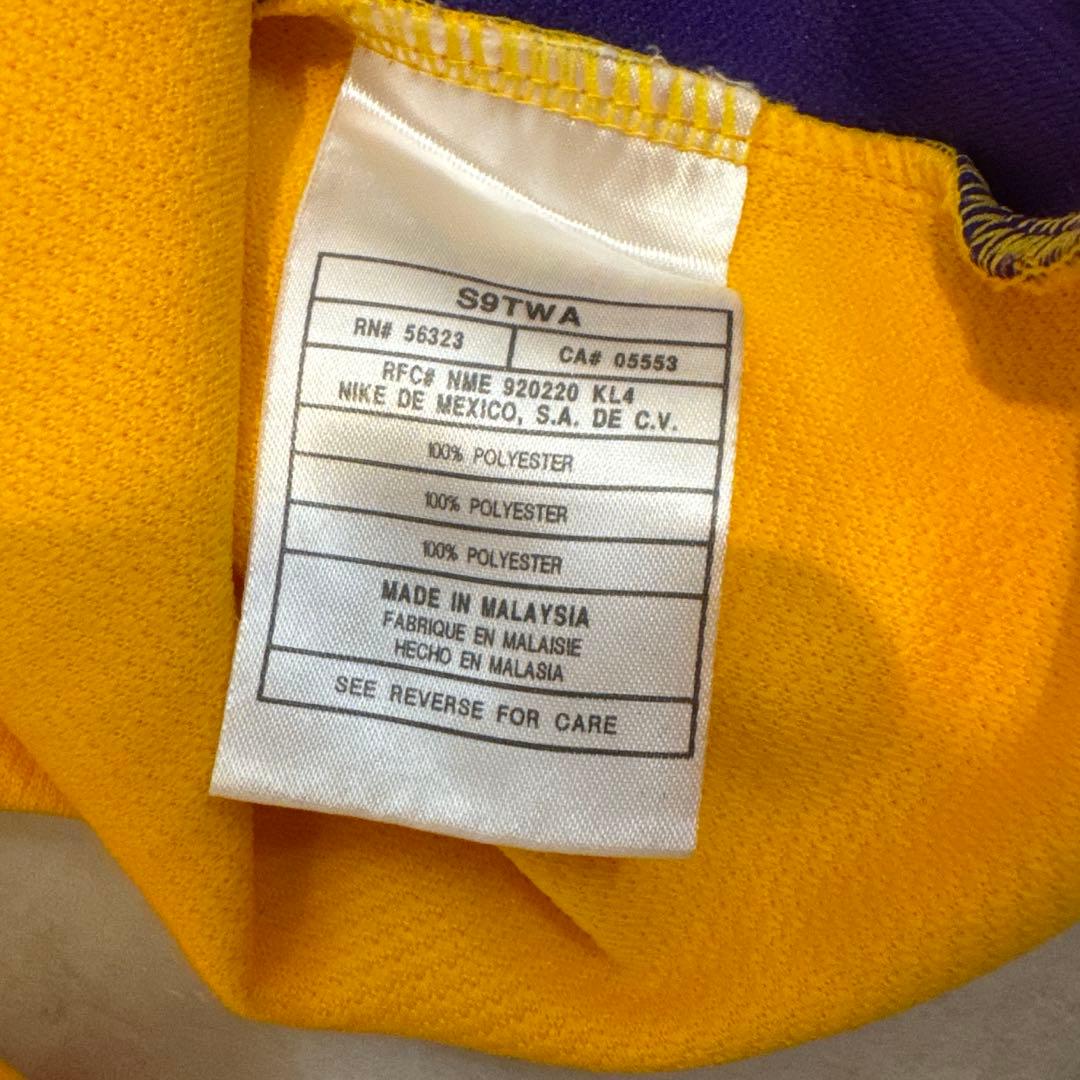 S9TWA
RN# 56323 CA# 05553
RFC# NME 920220 KL4
NIKE DE MEXICO, S.A. DE C.V.
100% POLYESTER
100% POLYESTER
100% POLYESTER
MADE IN MALAYSIA
FABRIQUE EN MALAISIE
HECHO EN MALASIA
SEE REVERSE FOR CARE